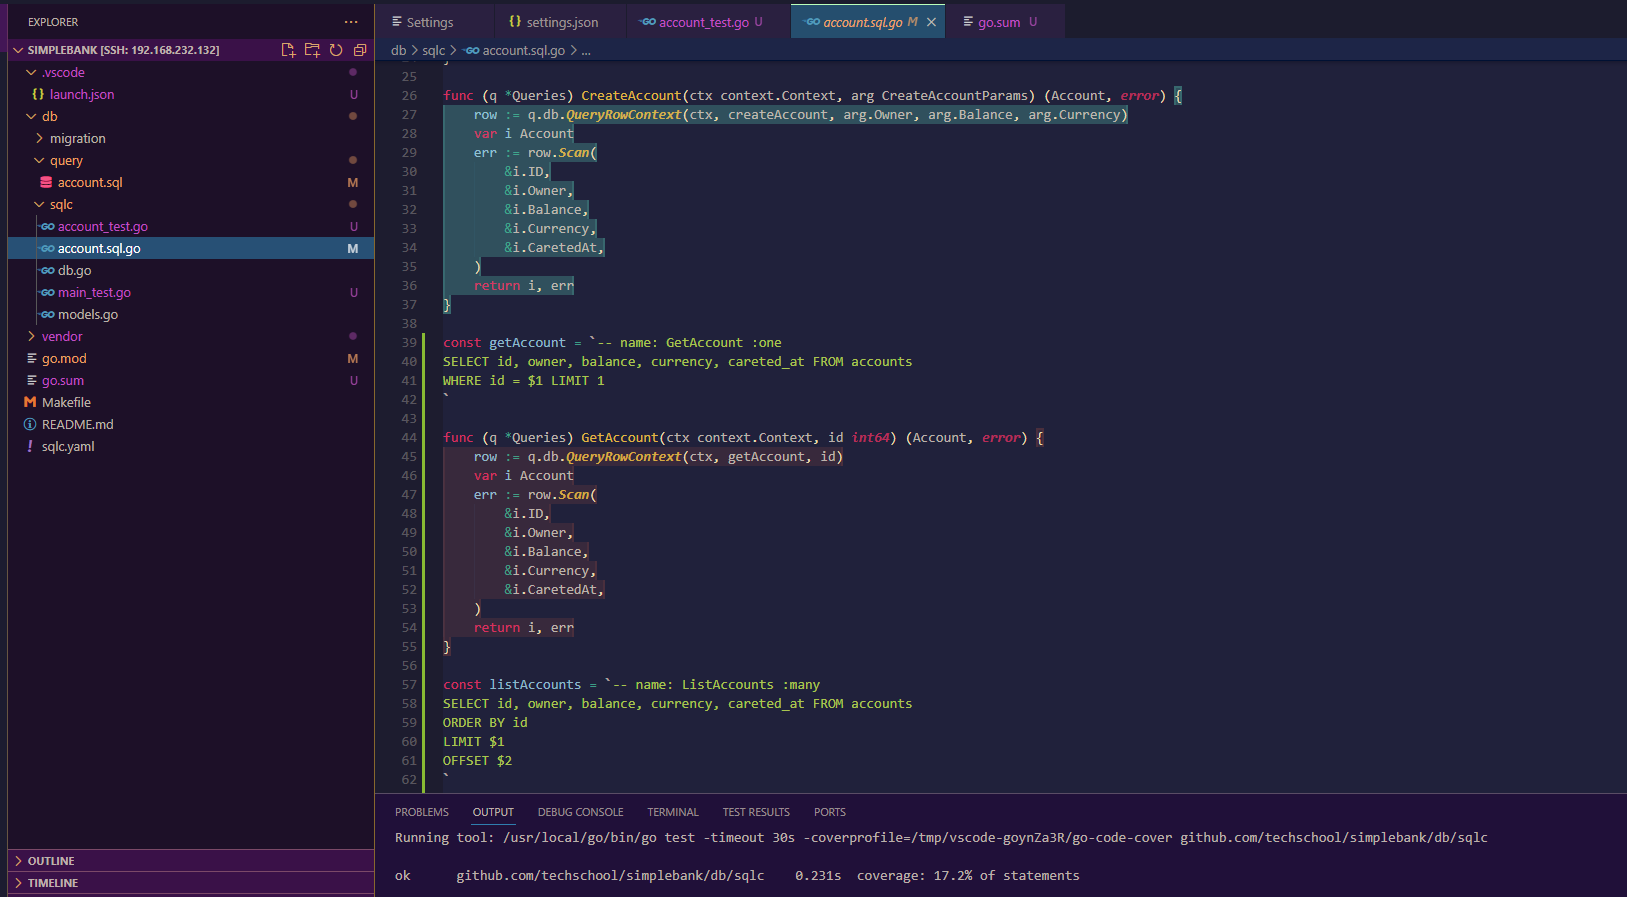 EXPLORER
SIMPLEBANK [SSH: 192.168.232.132]
.vscode
{} launch.json U
db
migration
query
account.sql M
sqlc
GO account_test.go U
GO account.sql.go M
GO db.go
GO main_test.go U
GO models.go
vendor
go.mod M
go.sum U
M Makefile
README.md
! sqlc.yaml
OUTLINE
TIMELINE
Settings
{} settings.json
GO account_test.go U
GO account.sql.go M
go.sum U
db > sqlc > GO account.sql.go > ...
25
26 func (q *Queries) CreateAccount(ctx context.Context, arg CreateAccountParams) (Account, error) {
27 row := q.db.QueryRowContext(ctx, createAccount, arg.Owner, arg.Balance, arg.Currency)
28 var i Account
29 err := row.Scan(
30 &i.ID,
31 &i.Owner,
32 &i.Balance,
33 &i.Currency,
34 &i.CaretedAt,
35 )
36 return i, err
37 }
38
39 const getAccount = `-- name: GetAccount :one
40 SELECT id, owner, balance, currency, careted_at FROM accounts
41 WHERE id = $1 LIMIT 1
42 `
43
44 func (q *Queries) GetAccount(ctx context.Context, id int64) (Account, error) {
45 row := q.db.QueryRowContext(ctx, getAccount, id)
46 var i Account
47 err := row.Scan(
48 &i.ID,
49 &i.Owner,
50 &i.Balance,
51 &i.Currency,
52 &i.CaretedAt,
53 )
54 return i, err
55 }
56
57 const listAccounts = `-- name: ListAccounts :many
58 SELECT id, owner, balance, currency, careted_at FROM accounts
59 ORDER BY id
60 LIMIT $1
61 OFFSET $2
62 `
PROBLEMS OUTPUT DEBUG CONSOLE TERMINAL TEST RESULTS PORTS
Running tool: /usr/local/go/bin/go test -timeout 30s -coverprofile=/tmp/vscode-goynZa3R/go-code-cover github.com/techschool/simplebank/db/sqlc
ok github.com/techschool/simplebank/db/sqlc 0.231s coverage: 17.2% of statements